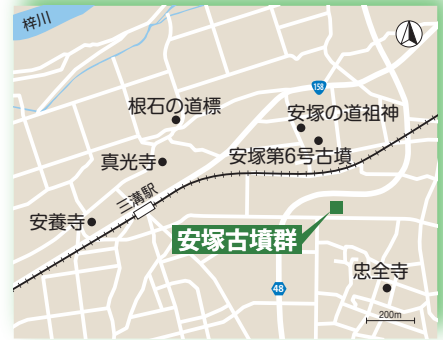 梓川
158
根石の道標
安塚の道祖神
安塚第6号古墳
真光寺
三溝駅
安養寺
安塚古墳群
忠全寺
48
200m